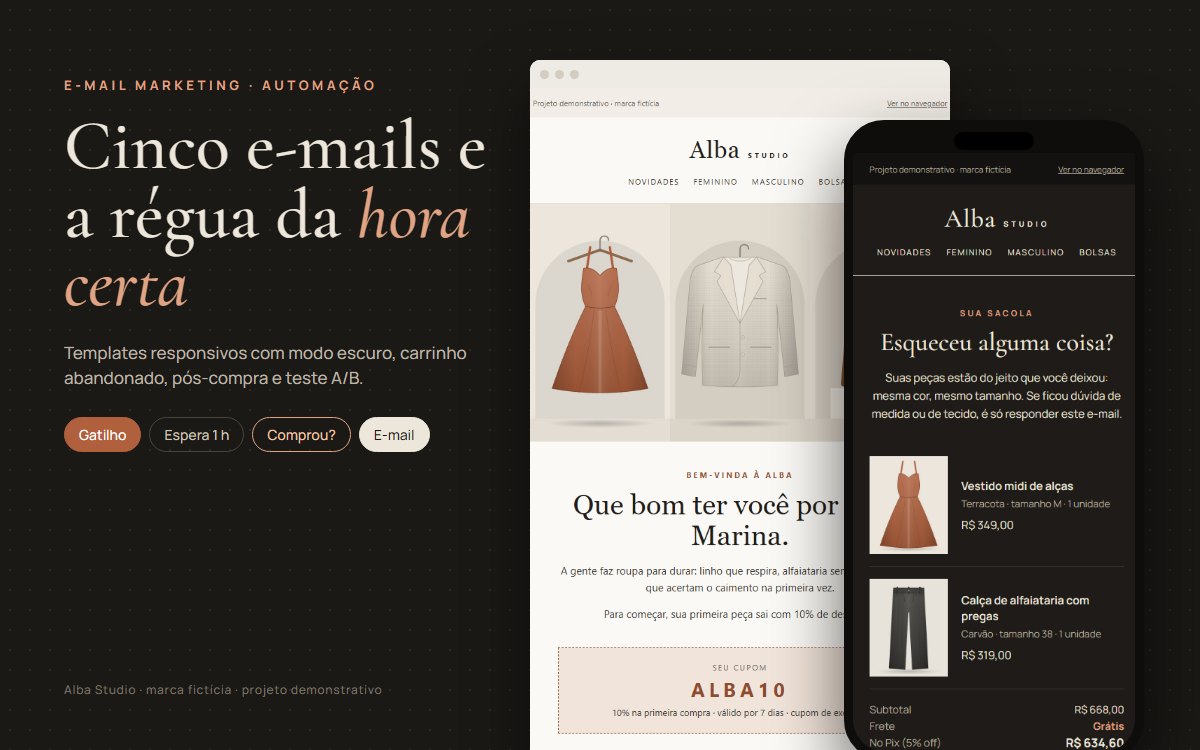 E-MAIL MARKETING · AUTOMAÇÃO
Cinco e-mails e
a régua da hora
certa
Templates responsivos com modo escuro, carrinho
abandonado, pós-compra e teste A/B.
Gatilho
Espera 1 h
Comprou?
E-mail
Alba Studio · marca fictícia · projeto demonstrativo
Projeto demonstrativo · marca fictícia
Ver no navegador
Alba STUDIO
NOVIDADES FEMININO MASCULINO
BEM-VINDA À ALBA
Que bom ter você por
Marina.
A gente faz roupa para durar: linho que respira, alfaiataria
que acertam o caimento na primeira vez.
Para começar, sua primeira peça sai com 10% de
SEU CUPOM
ALBA10
10% na primeira compra · válido por 7 dias · cupom de
Projeto demonstrativo · marca fictícia
Ver no navegador
Alba STUDIO
NOVIDADES FEMININO MASCULINO BOLSAS
SUA SACOLA
Esqueceu alguma coisa?
Suas peças estão do jeito que você deixou:
mesma cor, mesmo tamanho. Se ficou dúvida de
medida ou de tecido, é só responder este e-mail.
Vestido midi de alças
Terracota · tamanho M · 1 unidade
R$ 349,00
Calça de alfaiataria com
pregas
Carvão · tamanho 38 · 1 unidade
R$ 319,00
Subtotal R$ 668,00
Frete Grátis
No Pix (5% off) R$ 634,60